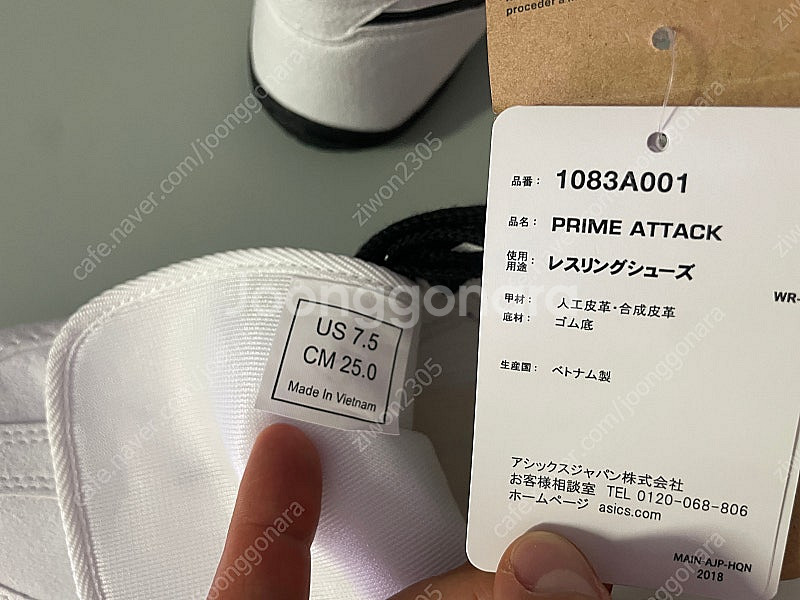 proceder a
品番： 1083A001
品名： PRIME ATTACK
使用用途： レスリングシューズ
甲材： 人工皮革・合成皮革
底材： ゴム底
生産国： ベトナム製
アシックスジャパン株式会社
お客様相談室 TEL 0120-068-806
ホームページ asics.com
MAIN-AJP-HQN
2018
WR-
US 7.5
CM 25.0
Made In Vietnam
Joonggonara
cafe.naver.com/joonggonara
ziwon2305